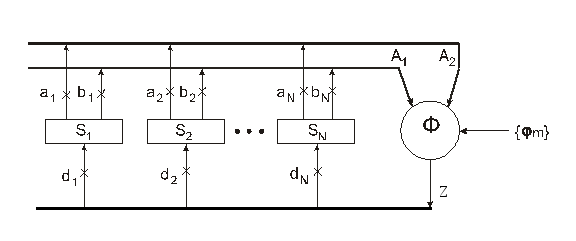 A1 A2
a1 b1 a2 b2 aN bN
S1 S2 ••• SN Φ {φm}
d1 d2 dN
Z